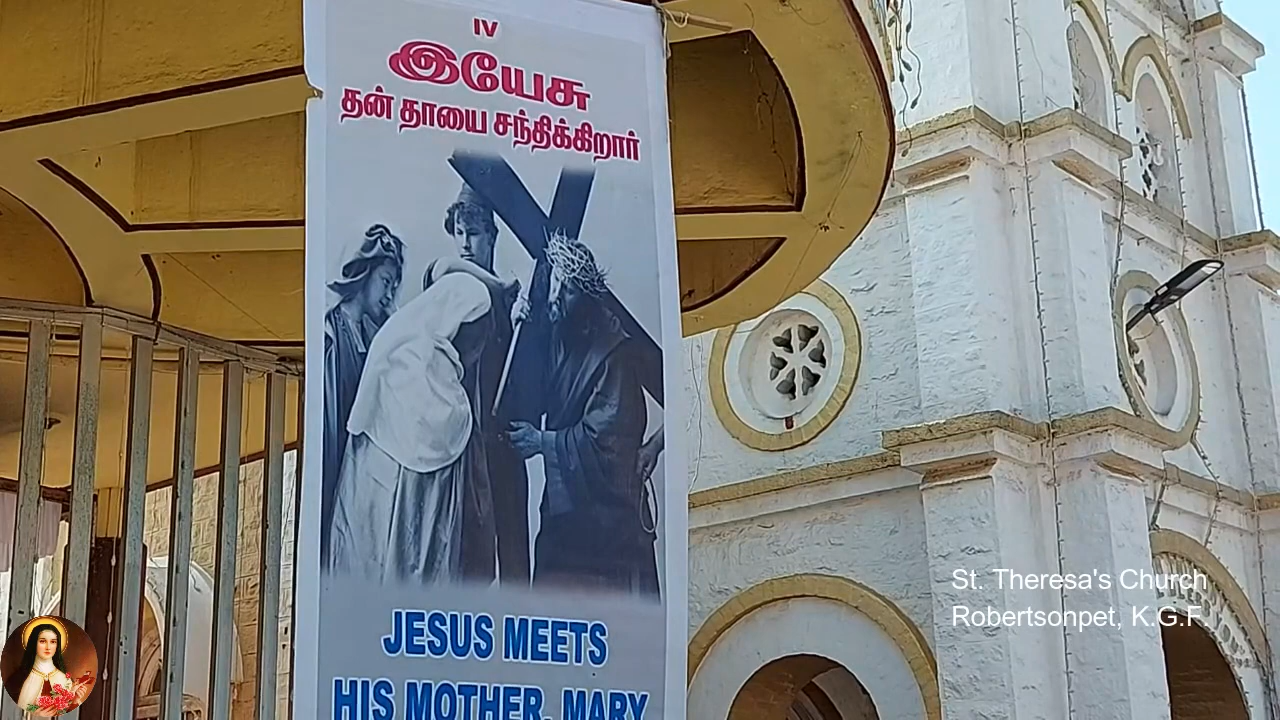 IV
இயேசு
தன் தாயை சந்திக்கிறார்
JESUS MEETS
HIS MOTHER, MARY
St. Theresa's Church
Robertsonpet, K.G.F.